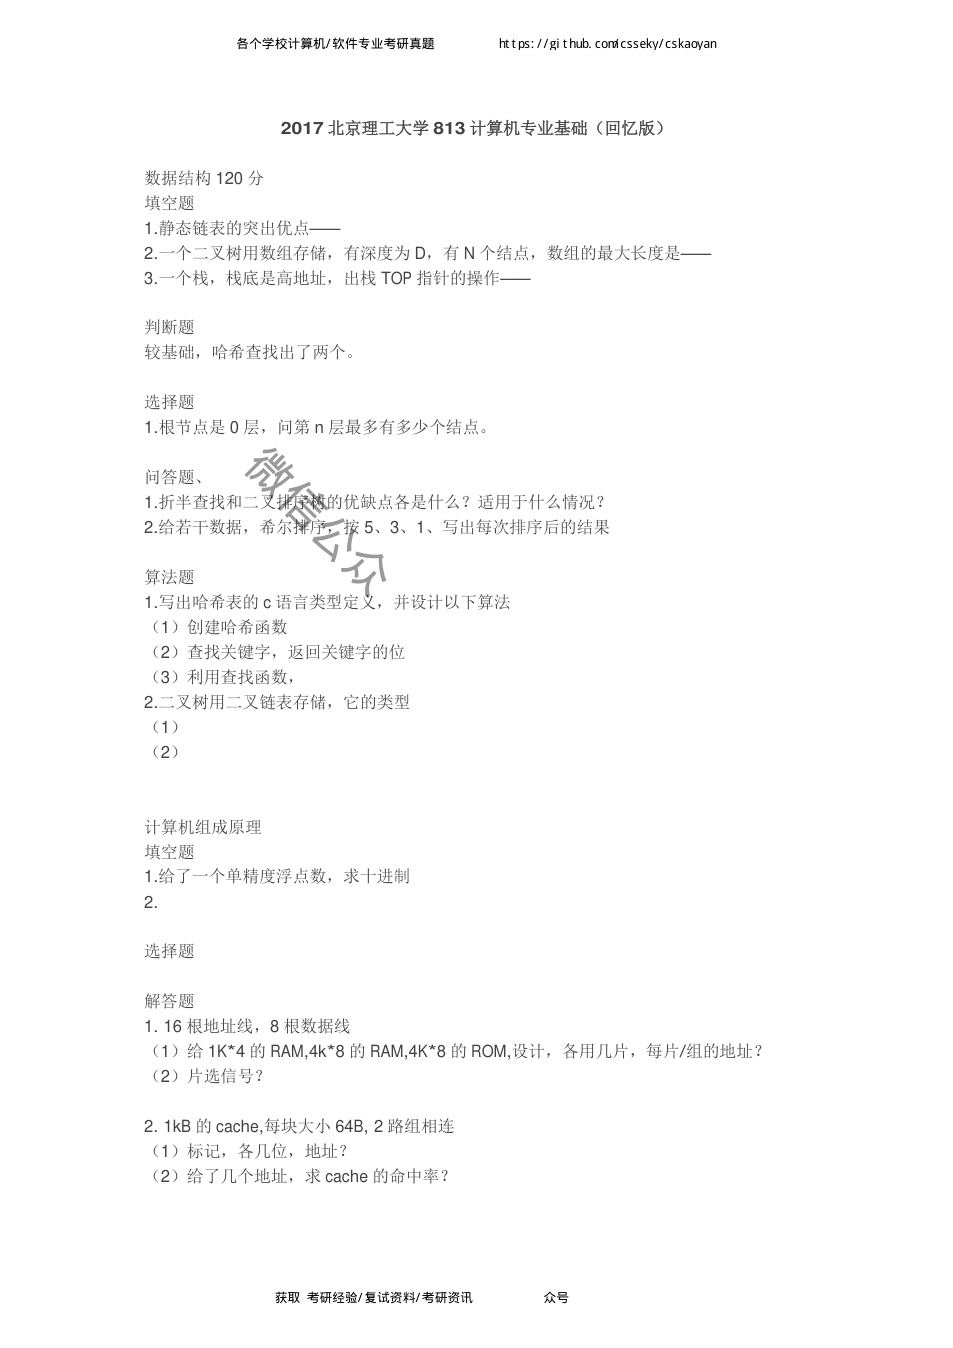 各个学校计算机/软件专业考研真题 https://github.com/csseky/cskaoyan
2017 北京理工大学 813 计算机专业基础（回忆版）
数据结构 120 分
填空题
1.静态链表的突出优点——
2.一个二叉树用数组存储，有深度为 D，有 N 个结点，数组的最大长度是——
3.一个栈，栈底是高地址，出栈 TOP 指针的操作——
判断题
较基础，哈希查找出了两个。
选择题
1.根节点是 0 层，问第 n 层最多有多少个结点。
问答题、
1.折半查找和二叉排序树的优缺点各是什么？适用于什么情况？
2.给若干数据，希尔排序，按 5、3、1、写出每次排序后的结果
微信公众
算法题
1.写出哈希表的 c 语言类型定义，并设计以下算法
（1）创建哈希函数
（2）查找关键字，返回关键字的位
（3）利用查找函数，
2.二叉树用二叉链表存储，它的类型
（1）
（2）
计算机组成原理
填空题
1.给了一个单精度浮点数，求十进制
2.
选择题
解答题
1. 16 根地址线，8 根数据线
（1）给 1K*4 的 RAM,4k*8 的 RAM,4K*8 的 ROM,设计，各用几片，每片/组的地址？
（2）片选信号？
2. 1kB 的 cache,每块大小 64B, 2 路组相连
（1）标记，各几位，地址？
（2）给了几个地址，求 cache 的命中率？
获取 考研经验/复试资料/考研资讯 众号